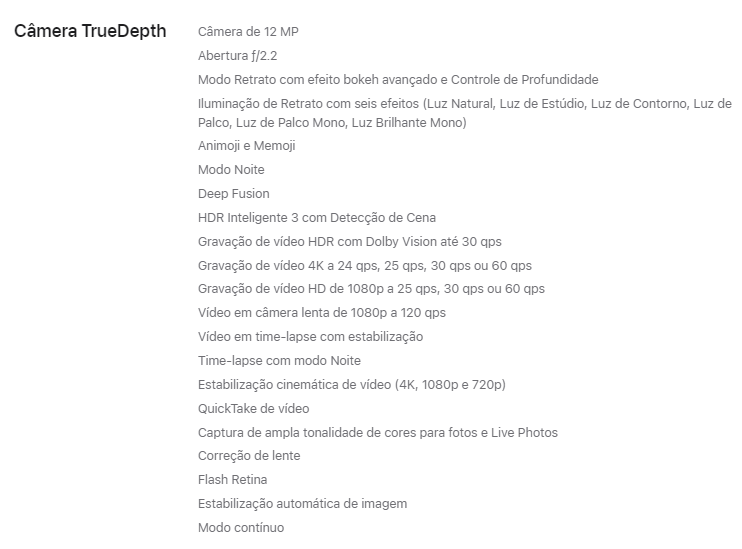 Câmera TrueDepth
Câmera de 12 MP
Abertura ƒ/2.2
Modo Retrato com efeito bokeh avançado e Controle de Profundidade
Iluminação de Retrato com seis efeitos (Luz Natural, Luz de Estúdio, Luz de Contorno, Luz de
Palco, Luz de Palco Mono, Luz Brilhante Mono)
Animoji e Memoji
Modo Noite
Deep Fusion
HDR Inteligente 3 com Detecção de Cena
Gravação de vídeo HDR com Dolby Vision até 30 qps
Gravação de vídeo 4K a 24 qps, 25 qps, 30 qps ou 60 qps
Gravação de vídeo HD de 1080p a 25 qps, 30 qps ou 60 qps
Vídeo em câmera lenta de 1080p a 120 qps
Vídeo em time-lapse com estabilização
Time-lapse com modo Noite
Estabilização cinemática de vídeo (4K, 1080p e 720p)
QuickTake de vídeo
Captura de ampla tonalidade de cores para fotos e Live Photos
Correção de lente
Flash Retina
Estabilização automática de imagem
Modo contínuo